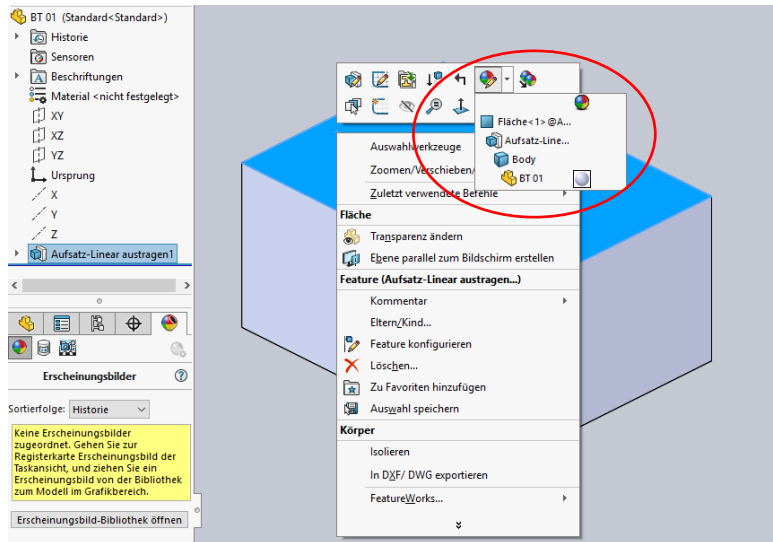 BT 01 (Standard<Standard>)
Historie
Sensoren
Beschriftungen
Material <nicht festgelegt>
XY
XZ
YZ
Ursprung
X
Y
Z
Aufsatz-Linear austragen1
Erscheinungsbilder
Sortierfolge: Historie
Keine Erscheinungsbilder
zugeordnet. Gehen Sie zur
Registerkarte Erscheinungsbild der
Taskansicht, und ziehen Sie ein
Erscheinungsbild von der Bibliothek
zum Modell im Grafikbereich.
Erscheinungsbild-Bibliothek öffnen
Fläche<1>@A...
Aufsatz-Line...
Body
BT 01
Auswahlwerkzeuge
Zoomen/Verschieben/
Zuletzt verwendete Befehle
Fläche
Transparenz ändern
Ebene parallel zum Bildschirm erstellen
Feature (Aufsatz-Linear austragen...)
Kommentar
Eltern/Kind...
Feature konfigurieren
Löschen...
Zu Favoriten hinzufügen
Auswahl speichern
Körper
Isolieren
In DXF/ DWG exportieren
FeatureWorks...